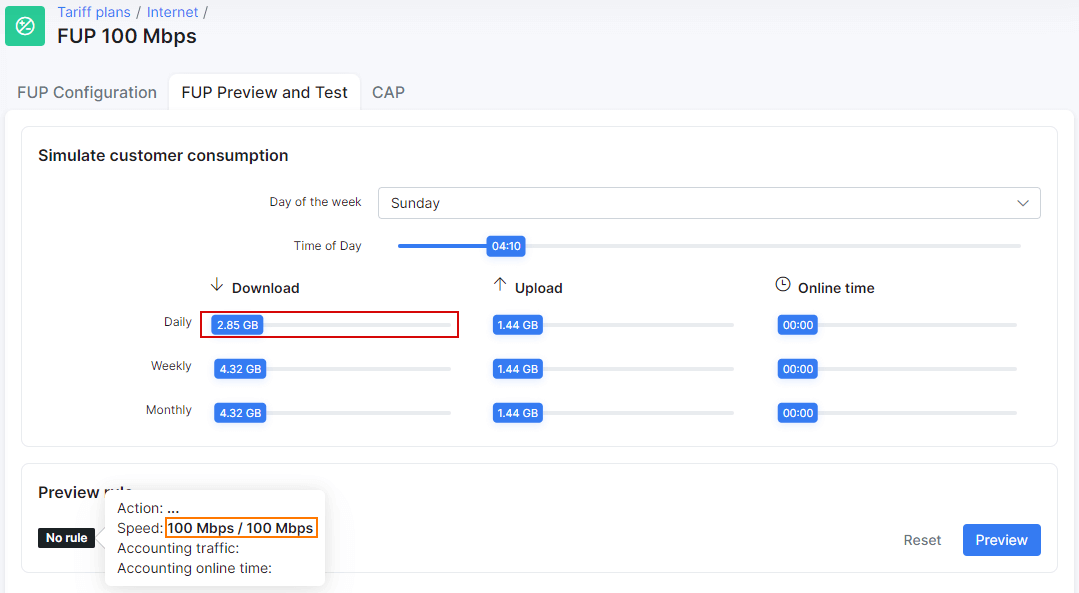 Tariff plans / Internet /
FUP 100 Mbps
FUP Configuration FUP Preview and Test CAP
Simulate customer consumption
Day of the week Sunday
Time of Day 04:10
Download Upload Online time
Daily 2.85 GB 1.44 GB 00:00
Weekly 4.32 GB 1.44 GB 00:00
Monthly 4.32 GB 1.44 GB 00:00
Preview rule
Action: ...
Speed: 100 Mbps / 100 Mbps
No rule
Accounting traffic:
Accounting online time:
Reset Preview